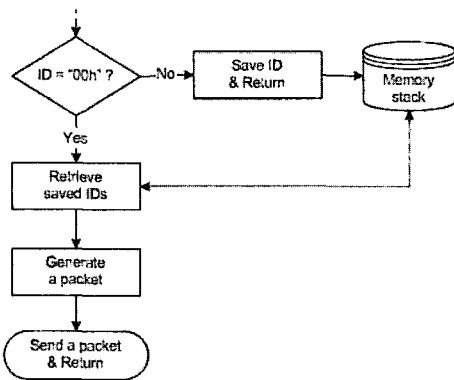 ID = "00h" ?
No
Save ID
& Return
Memory
stack
Yes
Retrieve
saved IDs
Generate
a packet
Send a packet
& Return